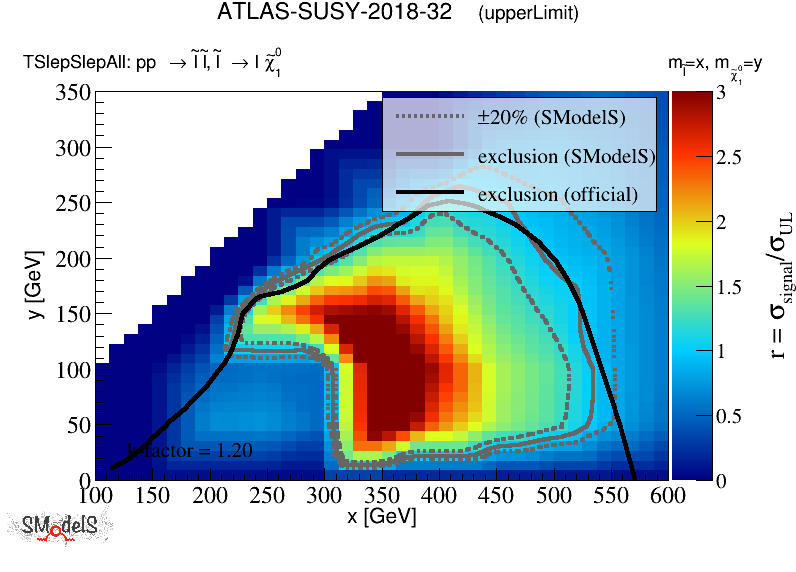 ATLAS-SUSY-2018-32 (upperLimit)
TSlepSlepAll: pp → l̃ l̃, l̃ → l χ̃⁰₁
m_l̃=x, m_χ̃⁰₁=y
±20% (SModelS)
exclusion (SModelS)
exclusion (official)
k-factor = 1.20
350
300
250
200
150
100
50
0
y [GeV]
100 150 200 250 300 350 400 450 500 550 600
x [GeV]
3
2.5
2
1.5
1
0.5
0
r = σ_signal/σ_UL
SModelS